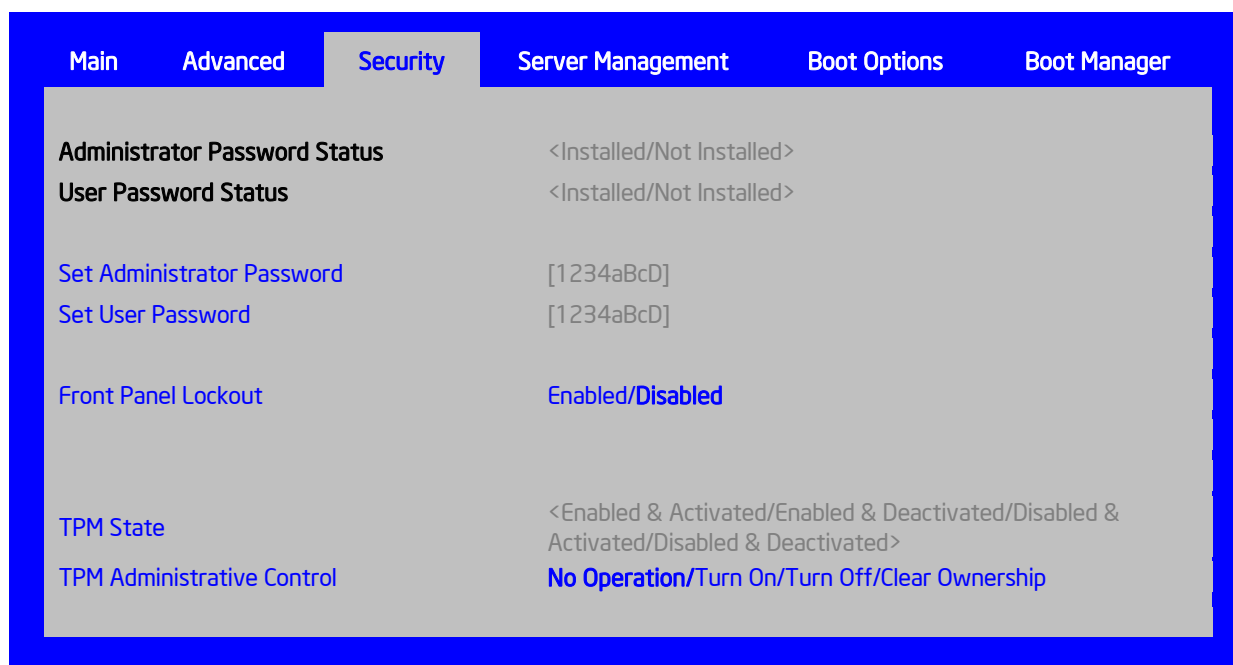 Main Advanced Security Server Management Boot Options Boot Manager
Administrator Password Status <Installed/Not Installed>
User Password Status <Installed/Not Installed>
Set Administrator Password [1234aBcD]
Set User Password [1234aBcD]
Front Panel Lockout Enabled/Disabled
TPM State <Enabled & Activated/Enabled & Deactivated/Disabled &
Activated/Disabled & Deactivated>
TPM Administrative Control No Operation/Turn On/Turn Off/Clear Ownership